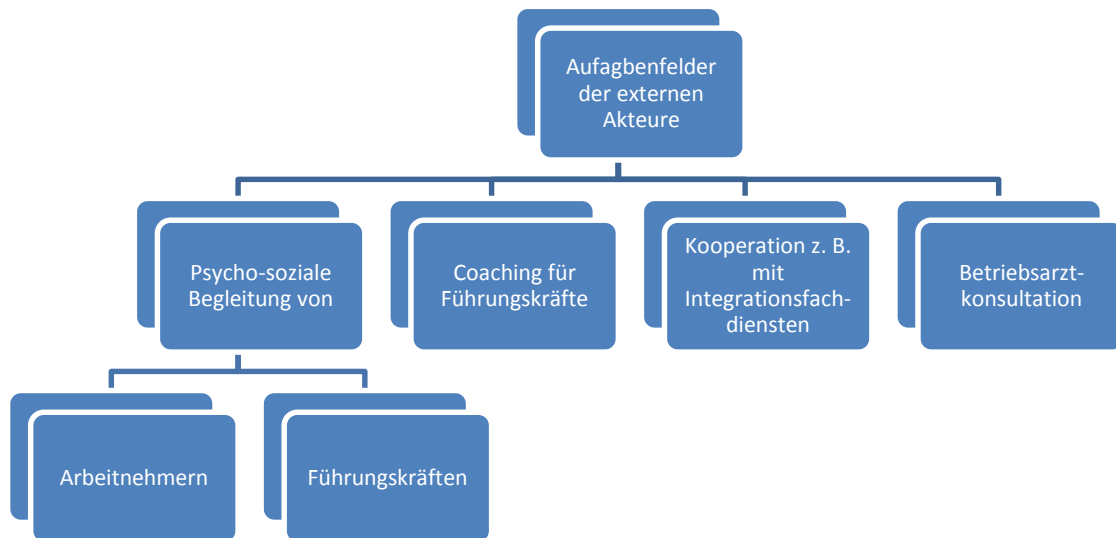 Aufagbenfelder
der externen
Akteure
Psycho-soziale
Begleitung von
Coaching für
Führungskräfte
Kooperation z. B.
mit
Integrationsfach-
diensten
Betriebsarzt-
konsultation
Arbeitnehmern
Führungskräften